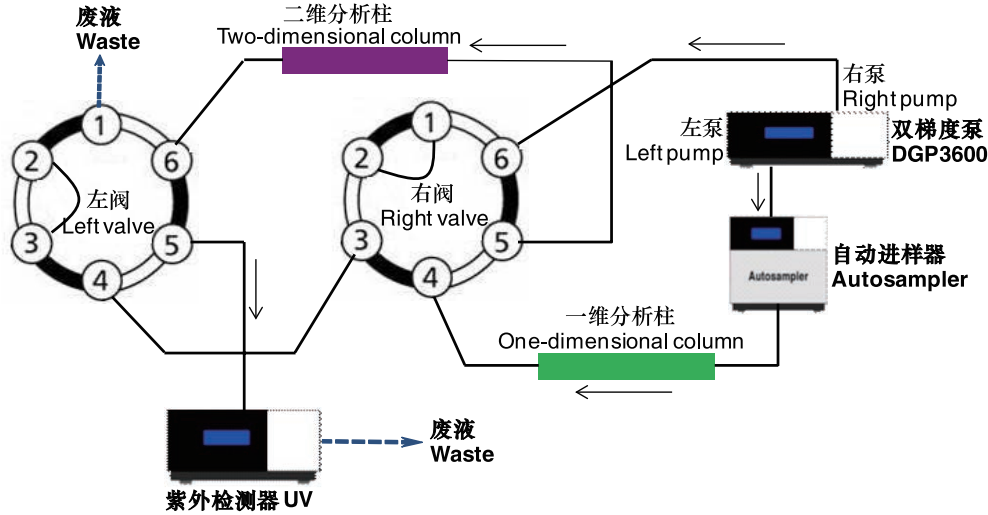 废液
Waste
二维分析柱
Two-dimensional column
右泵
Right pump
左泵
Left pump
双梯度泵
DGP3600
1
2
3
4
5
6
左阀
Left valve
1
2
3
4
5
6
右阀
Right valve
自动进样器
Autosampler
Autosampler
一维分析柱
One-dimensional column
废液
Waste
紫外检测器 UV